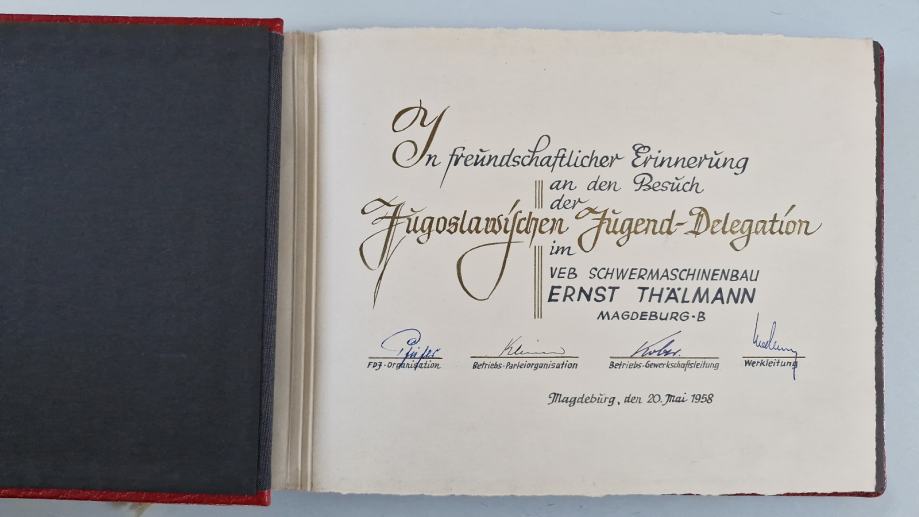 In freundschaftlicher Erinnerung
an den Besuch
der
Jugoslawischen Jugend-Delegation
im
VEB SCHWERMASCHINENBAU
ERNST THÄLMANN
MAGDEBURG-B
FDJ-Organisation Betriebs-Parteiorganisation Betriebs-Gewerkschaftsleitung Werkleitung
Magdeburg, den 20. Mai 1958